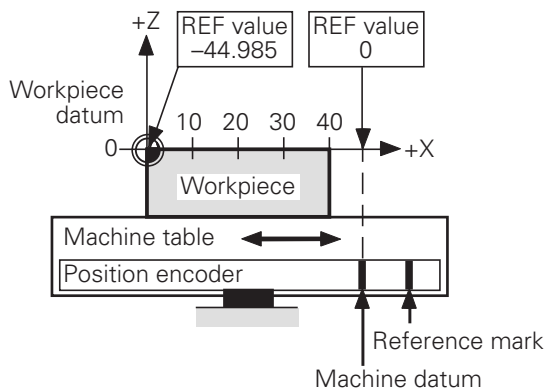 +Z
REF value
–44.985
REF value
0
Workpiece
datum
0
10 20 30 40
+X
Workpiece
Machine table
Position encoder
Reference mark
Machine datum